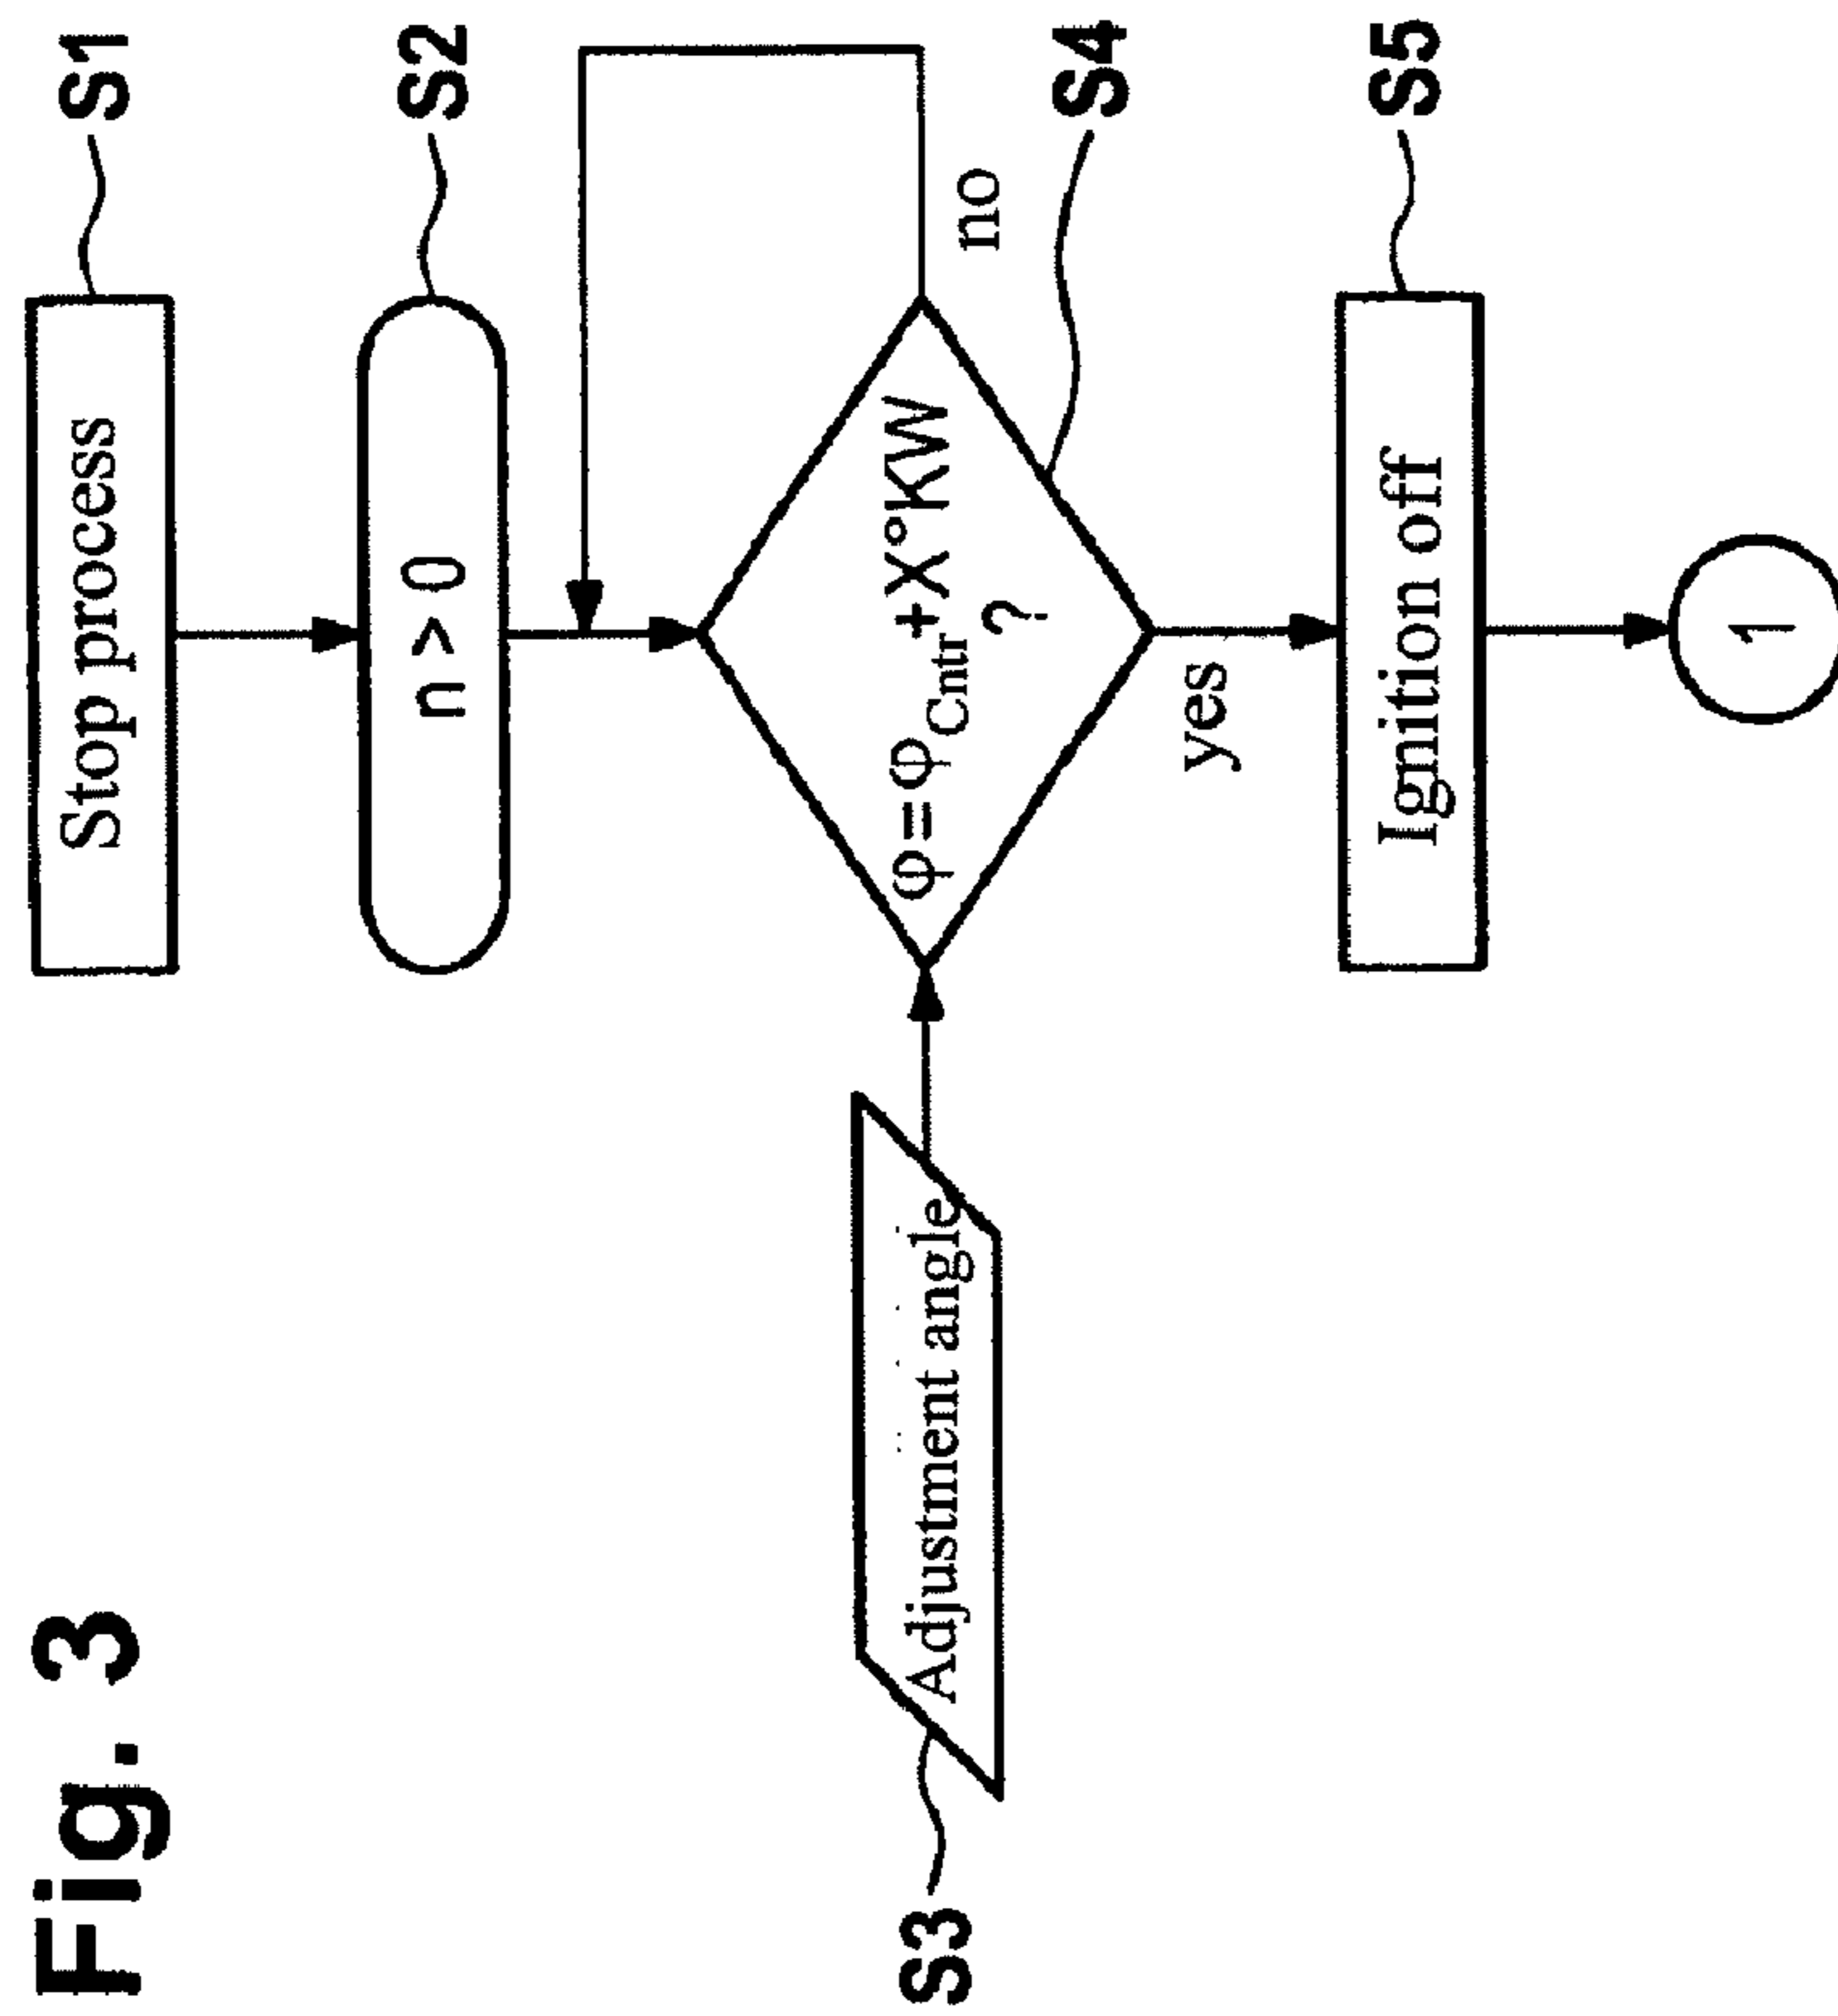 Fig. 3
Stop process
S1
n > 0
S2
no
Adjustment angle
S3
φ=φCntr+X°KW
?
S4
yes
Ignition off
S5
1